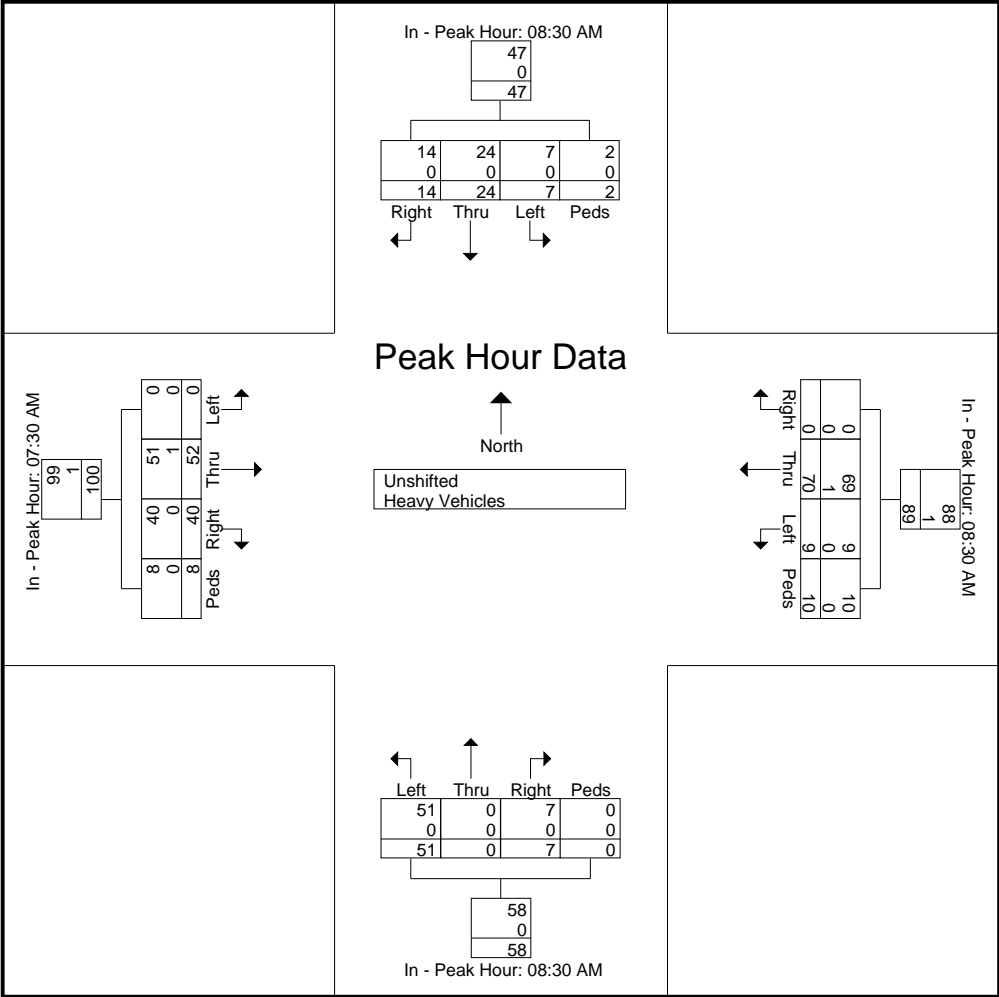 In - Peak Hour: 08:30 AM
47
0
47
14 24 7 2
0 0 0 0
14 24 7 2
Right Thru Left Peds
Peak Hour Data
North
Unshifted
Heavy Vehicles
In - Peak Hour: 07:30 AM
99
1
100
0 0 0 Left
51 1 52 Thru
40 0 40 Right
8 0 8 Peds
Right 0 0 0
Thru 70 1 69
Left 9 0 9
Peds 10 0 10
88
1
89
In - Peak Hour: 08:30 AM
Left Thru Right Peds
51 0 7 0
0 0 0 0
51 0 7 0
58
0
58
In - Peak Hour: 08:30 AM